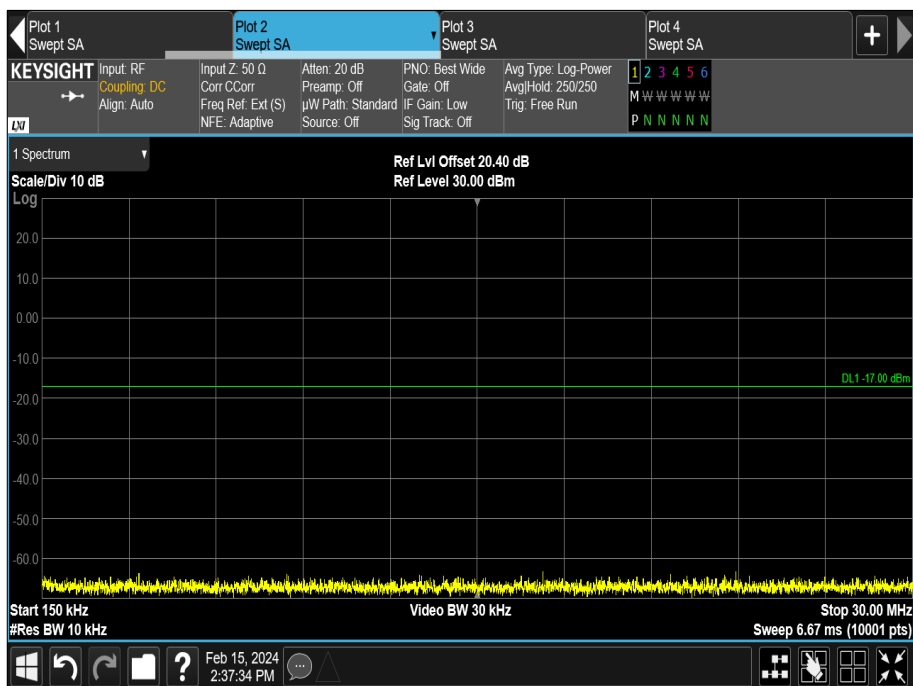 Plot 1 Plot 2 Plot 3 Plot 4
Swept SA Swept SA Swept SA Swept SA
+
KEYSIGHT Input: RF Input Z: 50 Ω Atten: 20 dB PNO: Best Wide Avg Type: Log-Power 1 2 3 4 5 6
Coupling: DC Corr CCorr Preamp: Off Gate: Off Avg|Hold: 250/250 M W W W W W
Align: Auto Freq Ref: Ext (S) µW Path: Standard IF Gain: Low Trig: Free Run
LXI NFE: Adaptive Source: Off Sig Track: Off P N N N N N
1 Spectrum
Ref Lvl Offset 20.40 dB
Scale/Div 10 dB Ref Level 30.00 dBm
Log
20.0
10.0
0.00
-10.0
DL1 -17.00 dBm
-20.0
-30.0
-40.0
-50.0
-60.0
Start 150 kHz Video BW 30 kHz Stop 30.00 MHz
#Res BW 10 kHz Sweep 6.67 ms (10001 pts)
? Feb 15, 2024
2:37:34 PM